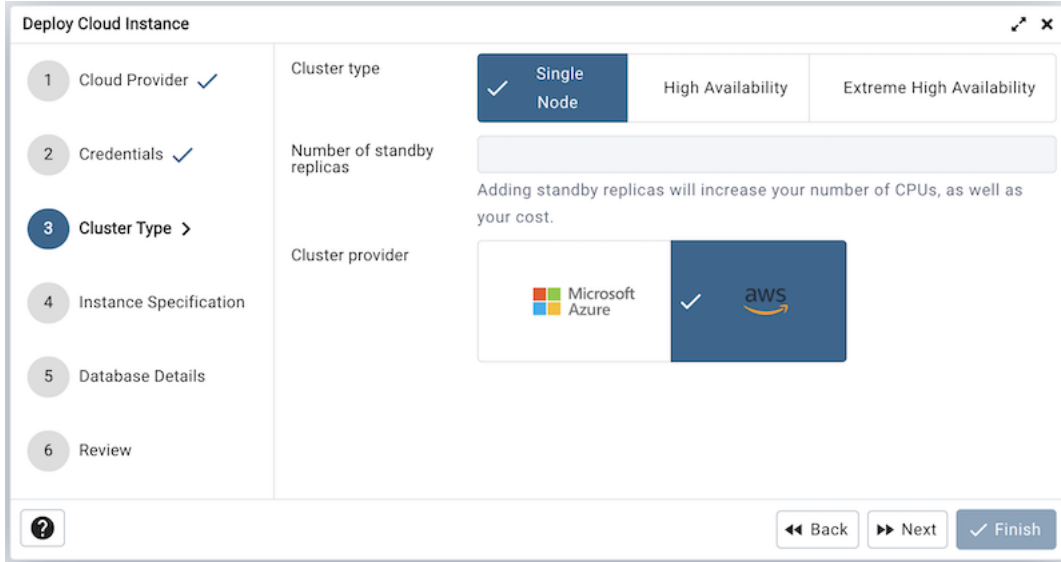 Deploy Cloud Instance
1 Cloud Provider
2 Credentials
3 Cluster Type
4 Instance Specification
5 Database Details
6 Review
Cluster type
Single
Node
High Availability
Extreme High Availability
Number of standby
replicas
Adding standby replicas will increase your number of CPUs, as well as
your cost.
Cluster provider
Microsoft
Azure
aws
?
Back
Next
Finish